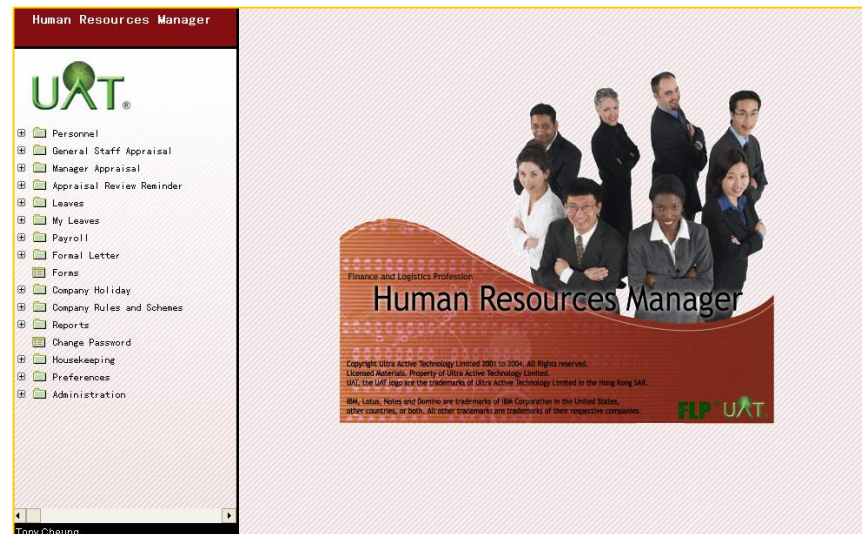 Human Resources Manager
UAT®
Personnel
General Staff Appraisal
Manager Appraisal
Appraisal Review Reminder
Leaves
My Leaves
Payroll
Formal Letter
Forms
Company Holiday
Company Rules and Schemes
Reports
Change Password
Housekeeping
Preferences
Administration
Tony Cheung
Finance and Logistics Profession
Human Resources Manager
Copyright Ultra Active Technology Limited 2001 to 2004. All Rights reserved.
Licensed Materials. Property of Ultra Active Technology Limited.
UAT, the UAT logo are the trademarks of Ultra Active Technology Limited in the Hong Kong SAR.
IBM, Lotus, Notes and Domino are trademarks of IBM Corporation in the United States,
other countries, or both. All other trademarks are trademarks of their respective companies.
FLP UAT